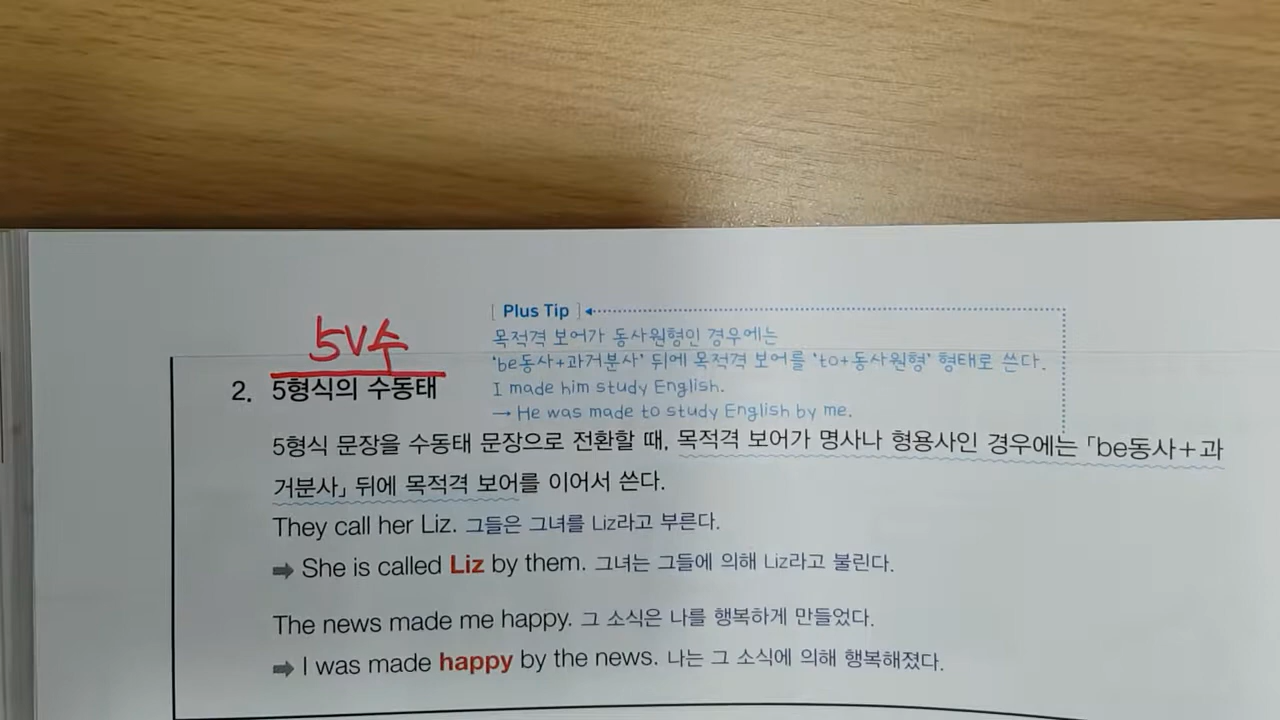 [ Plus Tip ]
목적격 보어가 동사원형인 경우에는
'be동사+과거분사' 뒤에 목적격 보어를 'to+동사원형' 형태로 쓴다.
I made him study English.
→ He was made to study English by me.
5V수
2. 5형식의 수동태
5형식 문장을 수동태 문장으로 전환할 때, 목적격 보어가 명사나 형용사인 경우에는 「be동사+과
거분사」 뒤에 목적격 보어를 이어서 쓴다.
They call her Liz. 그들은 그녀를 Liz라고 부른다.
➡ She is called Liz by them. 그녀는 그들에 의해 Liz라고 불린다.
The news made me happy. 그 소식은 나를 행복하게 만들었다.
➡ I was made happy by the news. 나는 그 소식에 의해 행복해졌다.